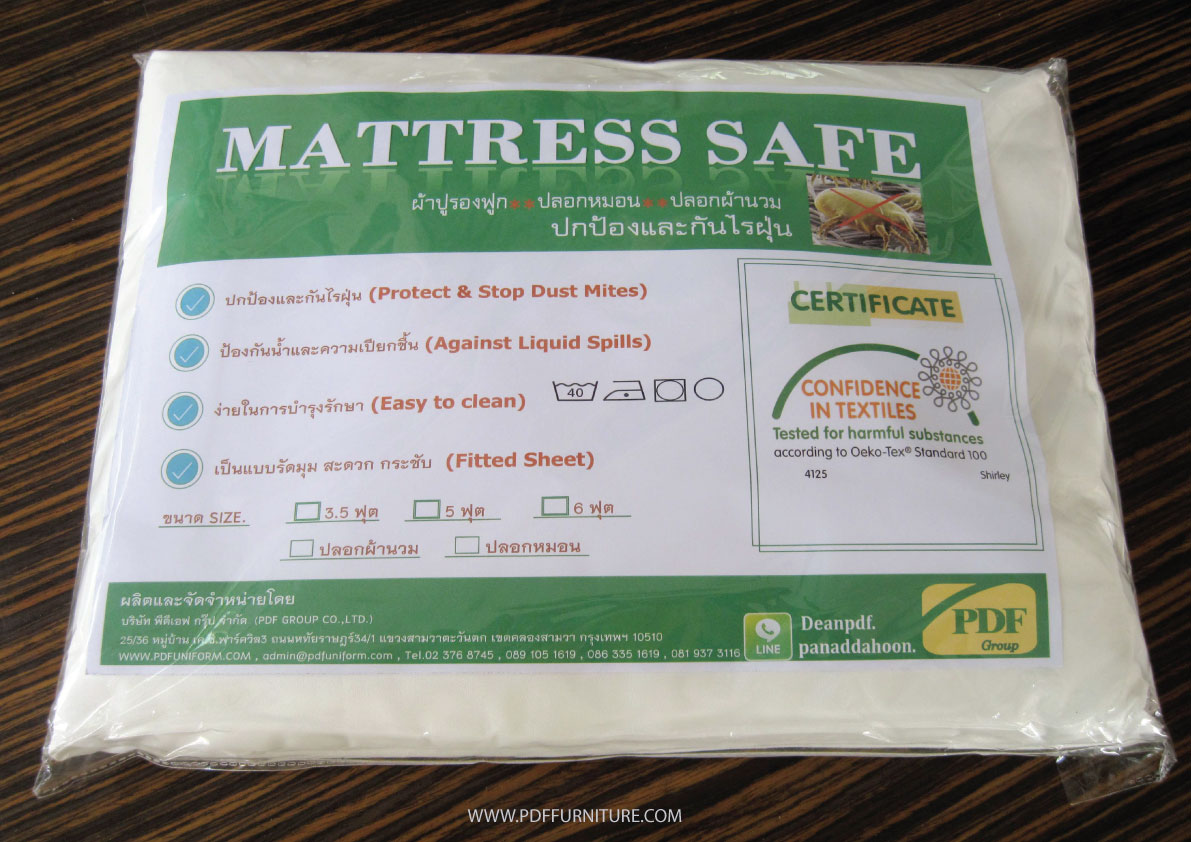 MATTRESS SAFE
ผ้าปูรองฟูก**ปลอกหมอน**ปลอกผ้านวม
ปกป้องและกันไรฝุ่น
ปกป้องและกันไรฝุ่น (Protect & Stop Dust Mites)
ป้องกันน้ำและความเปียกชื้น (Against Liquid Spills)
ง่ายในการบำรุงรักษา (Easy to clean)
40
เป็นแบบรัดมุม สะดวก กระชับ (Fitted Sheet)
ขนาด SIZE. 3.5 ฟุต 5 ฟุต 6 ฟุต
ปลอกผ้านวม ปลอกหมอน
CERTIFICATE
CONFIDENCE
IN TEXTILES
Tested for harmful substances
according to Oeko-Tex® Standard 100
4125 Shirley
ผลิตและจัดจำหน่ายโดย
บริษัท พีดีเอฟ กรุ๊ป จำกัด (PDF GROUP CO.,LTD.)
25/36 หมู่บ้าน ถนนหทัยราษฎร์34/1 แขวงสามวาตะวันตก เขตคลองสามวา กรุงเทพฯ 10510
WWW.PDFUNIFORM.COM , admin@pdfuniform.com , Tel.02 376 8745 , 089 105 1619 , 086 335 1619 , 081 937 3116
LINE
Deanpdf.
panaddahoon.
PDF
Group
WWW.PDFFURNITURE.COM